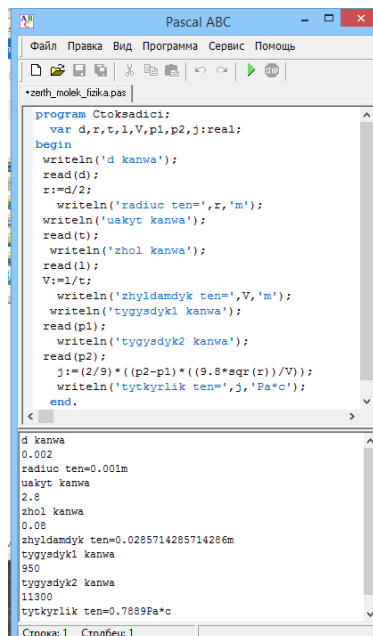 Pascal ABC
Файл Правка Вид Программа Сервис Помощь
•zerth_molek_fizika.pas
program Ctoksadici;
var d,r,t,l,V,p1,p2,j:real;
begin
writeln('d kanwa');
read(d);
r:=d/2;
writeln('radiuc ten=',r,'m');
writeln('uakyt kanwa');
read(t);
writeln('zhol kanwa');
read(l);
V:=l/t;
writeln('zhyldamdyk ten=',V,'m');
writeln('tygysdyk1 kanwa');
read(p1);
writeln('tygysdyk2 kanwa');
read(p2);
j:=(2/9)*((p2-p1)*((9.8*sqr(r))/V));
writeln('tytkyrlik ten=',j,'Pa*c');
end.
d kanwa
0.002
radiuc ten=0.001m
uakyt kanwa
2.8
zhol kanwa
0.08
zhyldamdyk ten=0.0285714285714286m
tygysdyk1 kanwa
950
tygysdyk2 kanwa
11300
tytkyrlik ten=0.7889Pa*c
Строка: 1 Столбец: 1